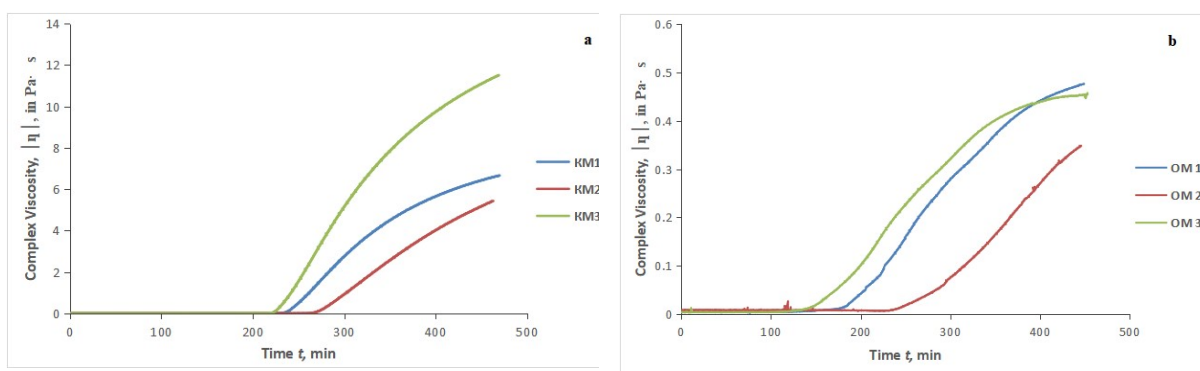 a
Complex Viscosity, |η|, in Pa· s
14
12
10
8
6
4
2
0
0 100 200 300 400 500
Time t, min
KM1
KM2
KM3
b
Complex Viscosity, |η|, in Pa· s
0.6
0.5
0.4
0.3
0.2
0.1
0
0 100 200 300 400 500
Time t, min
OM 1
OM 2
OM 3